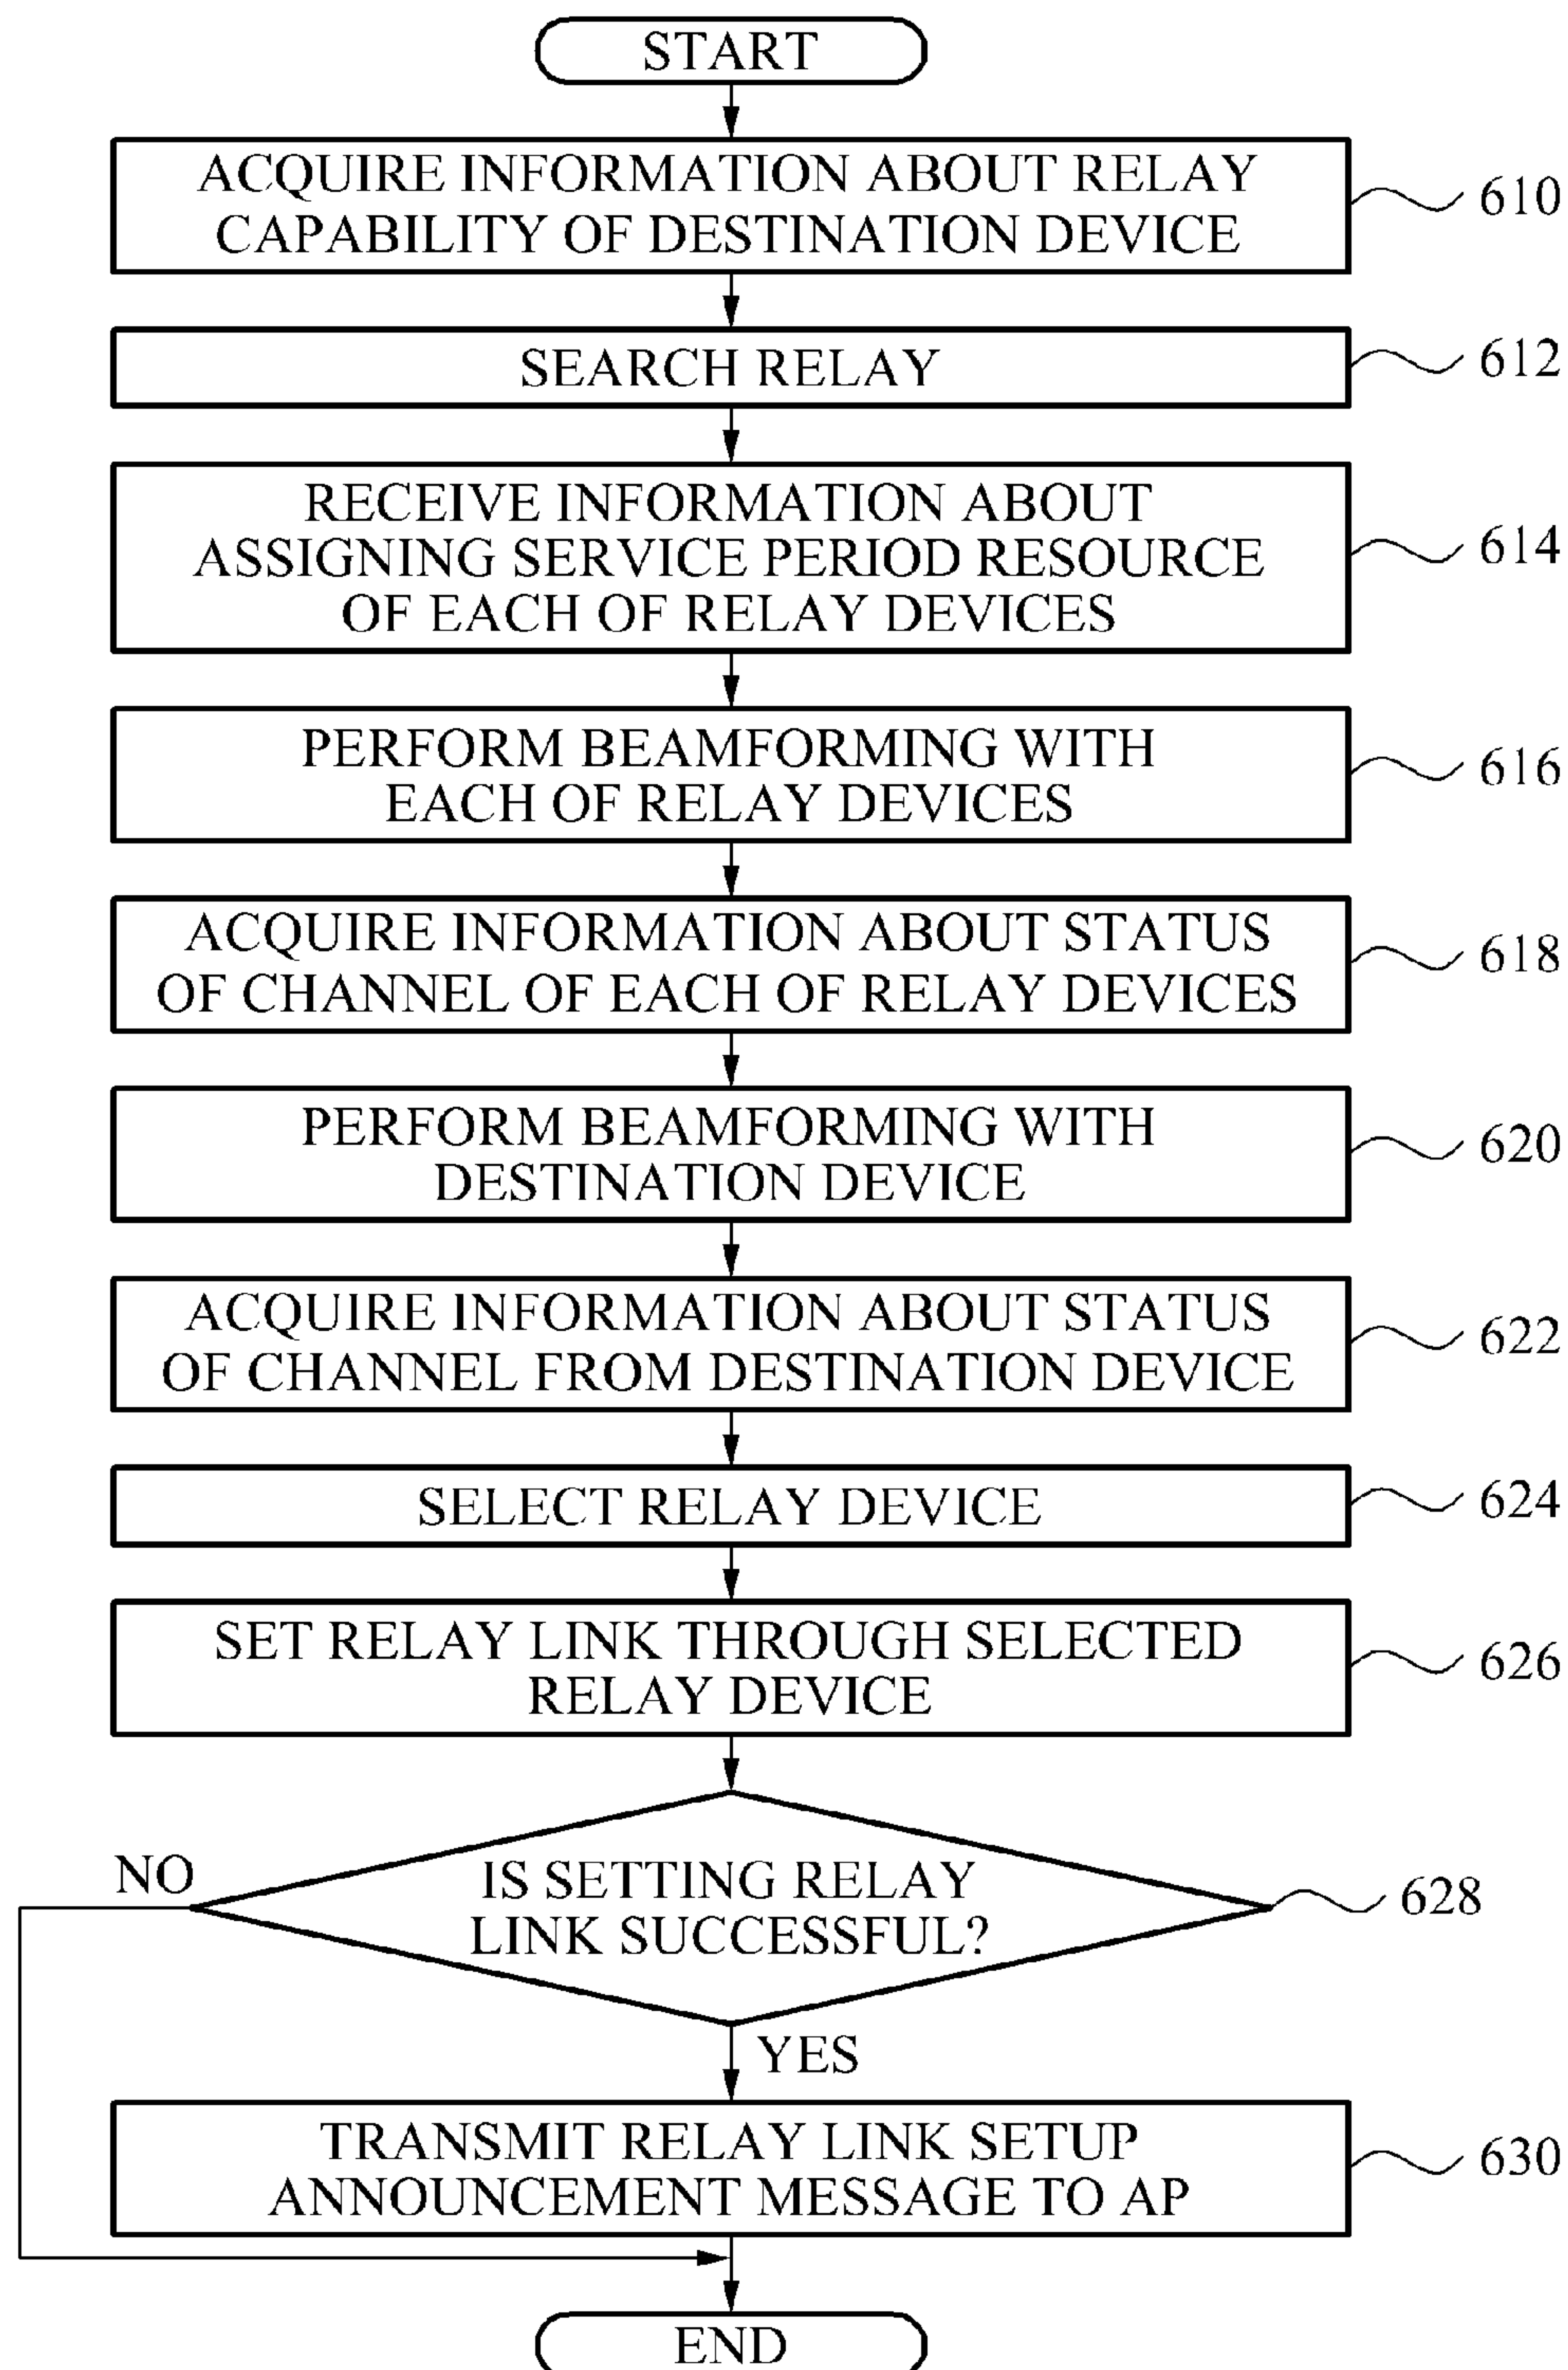 START
ACQUIRE INFORMATION ABOUT RELAY
CAPABILITY OF DESTINATION DEVICE
610
SEARCH RELAY
612
RECEIVE INFORMATION ABOUT
ASSIGNING SERVICE PERIOD RESOURCE
OF EACH OF RELAY DEVICES
614
PERFORM BEAMFORMING WITH
EACH OF RELAY DEVICES
616
ACQUIRE INFORMATION ABOUT STATUS
OF CHANNEL OF EACH OF RELAY DEVICES
618
PERFORM BEAMFORMING WITH
DESTINATION DEVICE
620
ACQUIRE INFORMATION ABOUT STATUS
OF CHANNEL FROM DESTINATION DEVICE
622
SELECT RELAY DEVICE
624
SET RELAY LINK THROUGH SELECTED
RELAY DEVICE
626
NO
IS SETTING RELAY
LINK SUCCESSFUL?
628
YES
TRANSMIT RELAY LINK SETUP
ANNOUNCEMENT MESSAGE TO AP
630
END